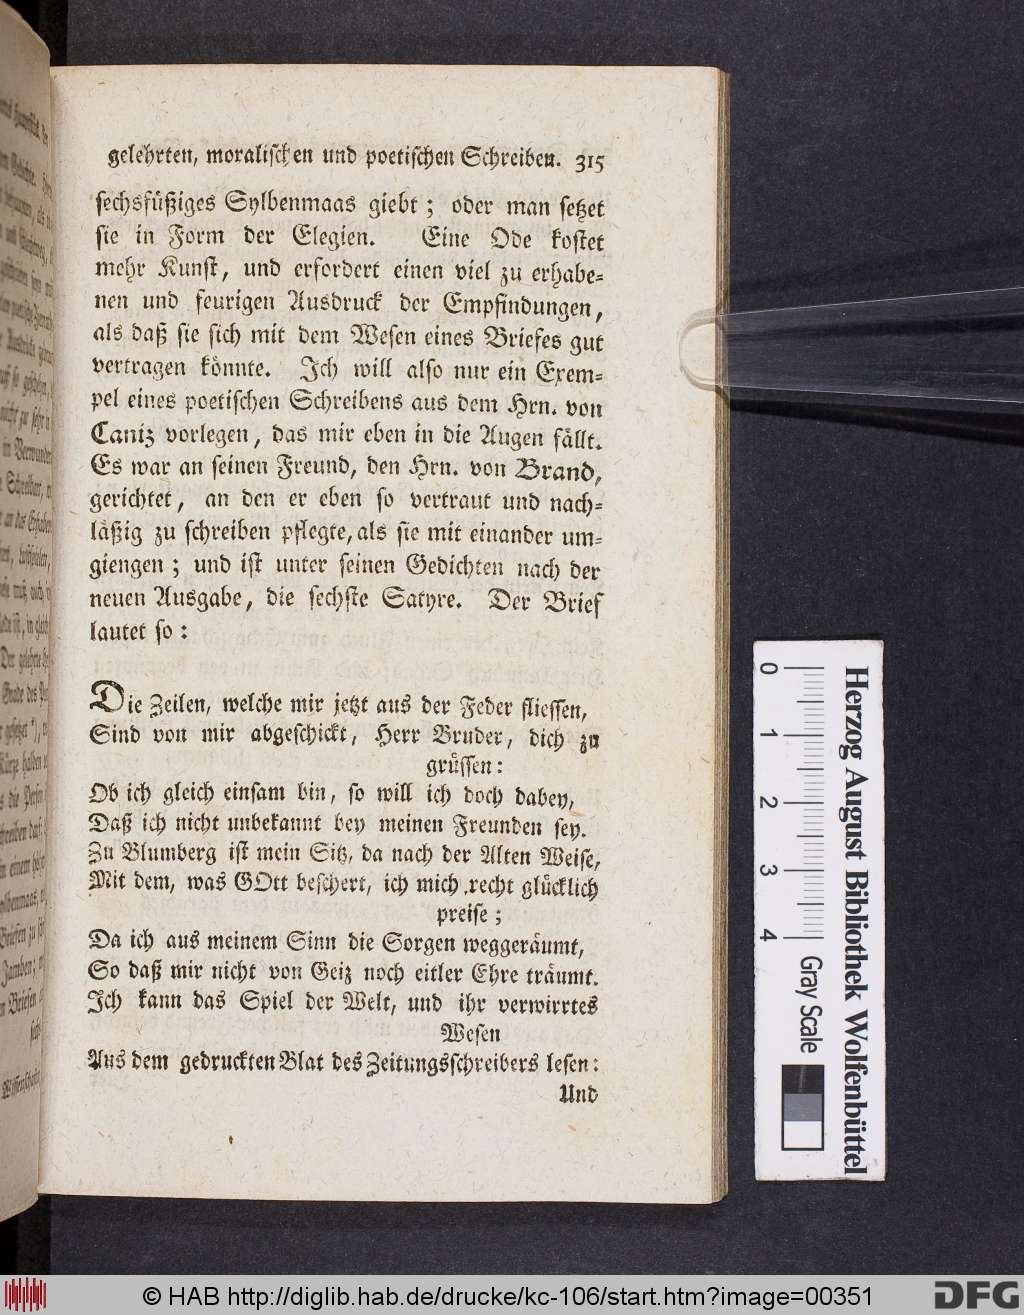 gelehrten, moralischen und poetischen Schreiben. 315
sechsfüßiges Sylbenmaas giebt; oder man setzet
sie in Form der Elegien. Eine Ode kostet
mehr Kunst, und erfordert einen viel zu erhabe-
nen und feurigen Ausdruck der Empfindungen,
als daß sie sich mit dem Wesen eines Briefes gut
vertragen könnte. Ich will also nur ein Exem-
pel eines poetischen Schreibens aus dem Hrn. von
Caniz vorlegen, das mir eben in die Augen fällt.
Es war an seinen Freund, den Hrn. von Brand,
gerichtet, an den er eben so vertraut und nach-
läßig zu schreiben pflegte, als sie mit einander um-
giengen; und ist unter seinen Gedichten nach der
neuen Ausgabe, die sechste Satyre. Der Brief
lautet so:
Die Zeilen, welche mir jetzt aus der Feder fliessen,
Sind von mir abgeschickt, Herr Bruder, dich zu
grüssen:
Ob ich gleich einsam bin, so will ich doch dabey,
Daß ich nicht unbekannt bey meinen Freunden sey.
Zu Blumberg ist mein Sitz, da nach der Alten Weise,
Mit dem, was GOtt beschert, ich mich recht glücklich
preise;
Da ich aus meinem Sinn die Sorgen weggeräumt,
So daß mir nicht von Geiz noch eitler Ehre träumt.
Ich kann das Spiel der Welt, und ihr verwirrtes
Wesen
Aus dem gedruckten Blat des Zeitungsschreibers lesen:
Und
0 1 2 3 4 Gray Scale
Herzog August Bibliothek Wolfenbüttel
© HAB http://diglib.hab.de/drucke/kc-106/start.htm?image=00351
DFG